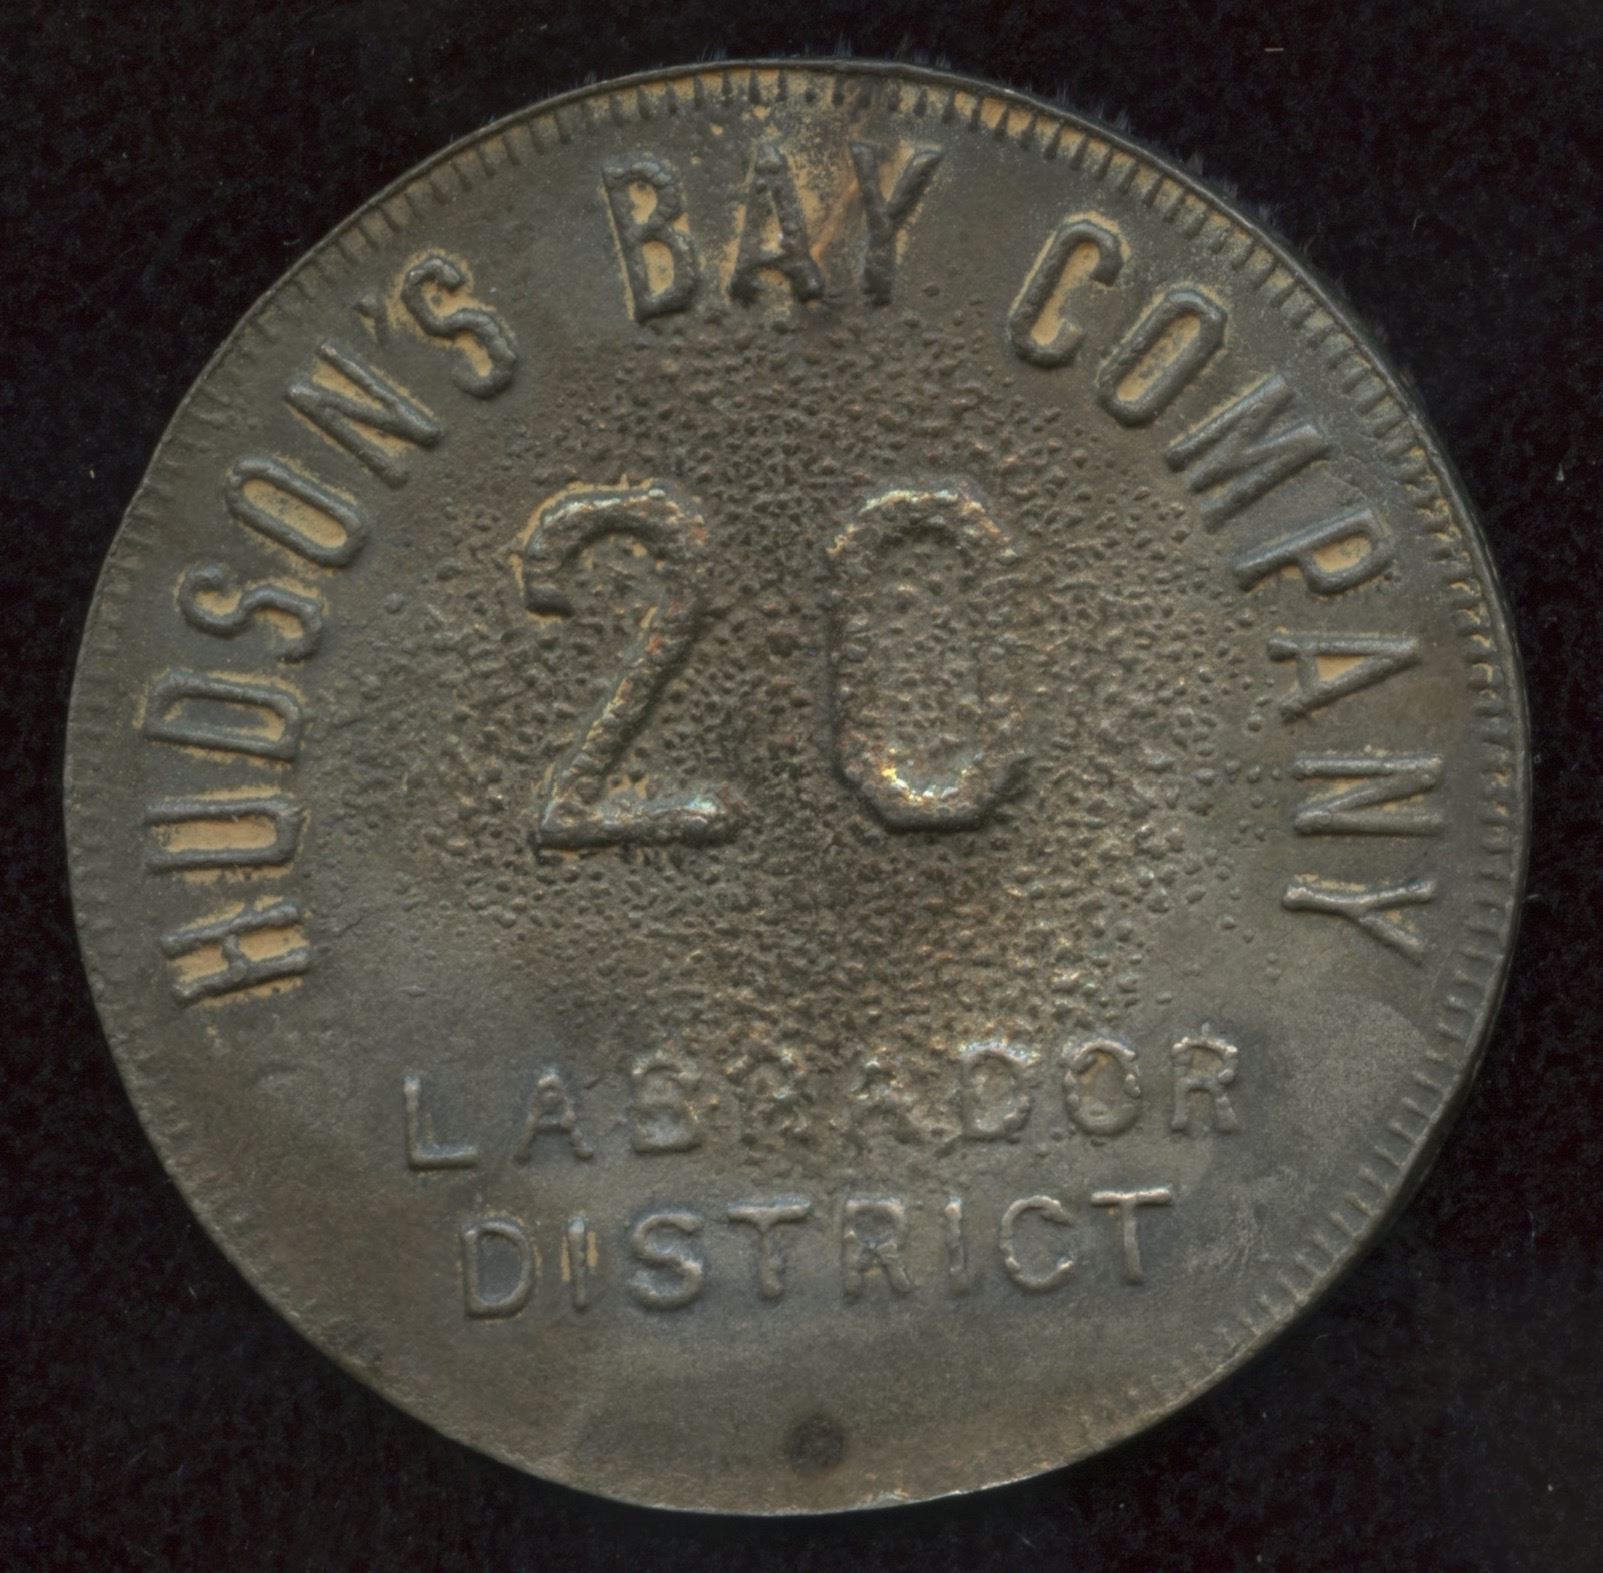 HUDSON'S BAY COMPANY
20
LABRADOR
DISTRICT